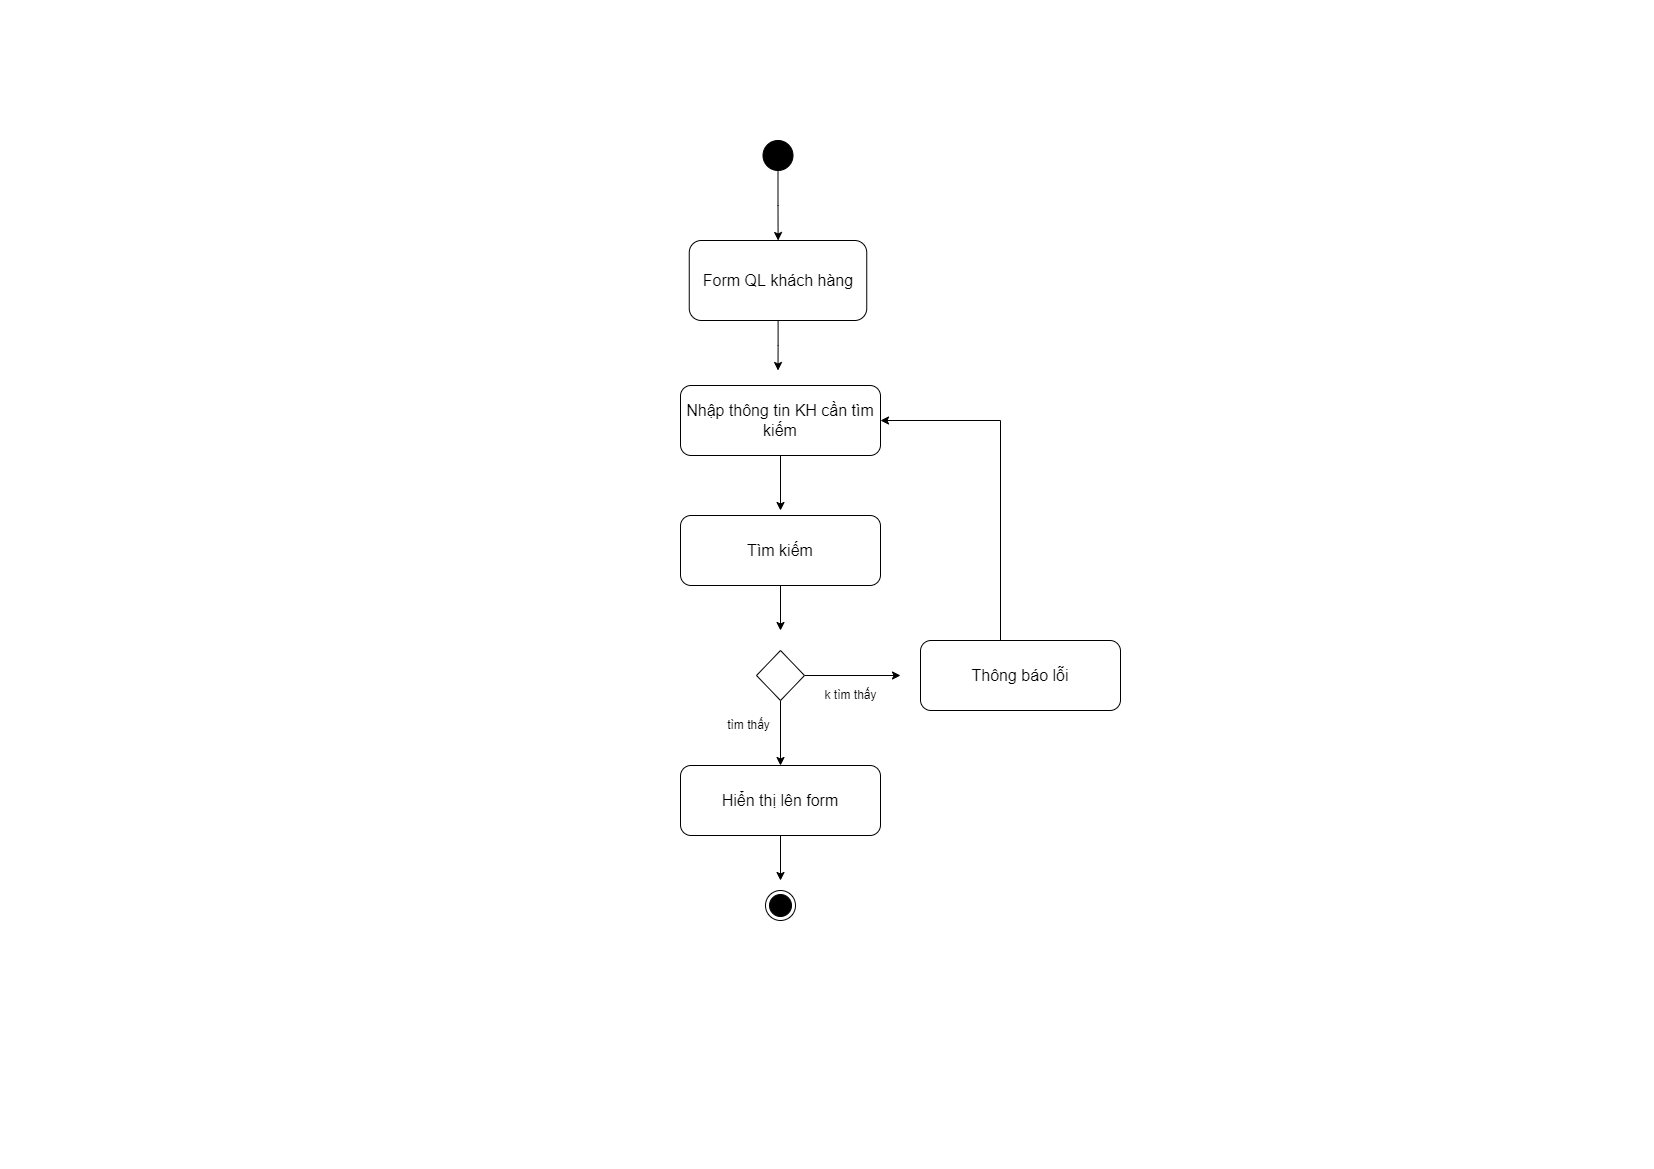 Form QL khách hàng
Nhập thông tin KH cần tìm
kiếm
Tìm kiếm
Thông báo lỗi
k tìm thấy
tìm thấy
Hiển thị lên form